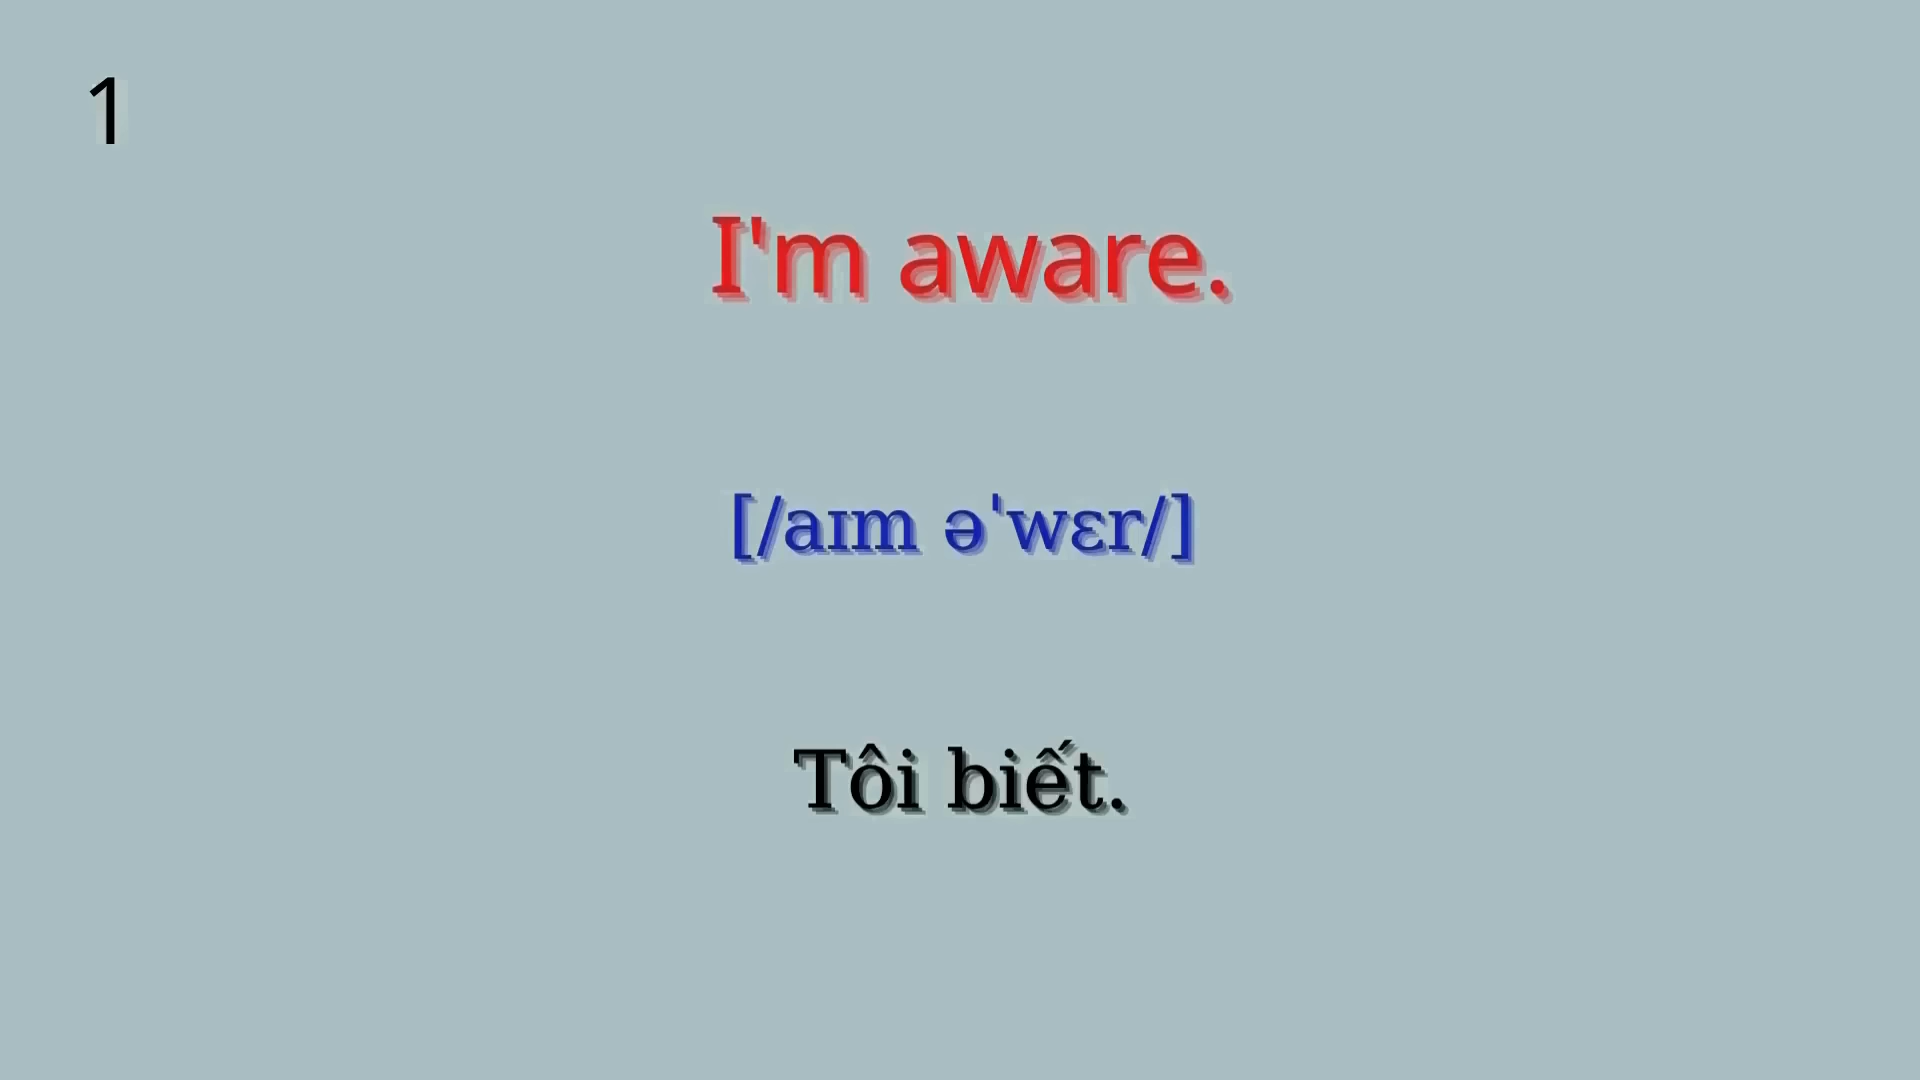 1
I'm aware.
[/aɪm əˈwɛr/]
Tôi biết.